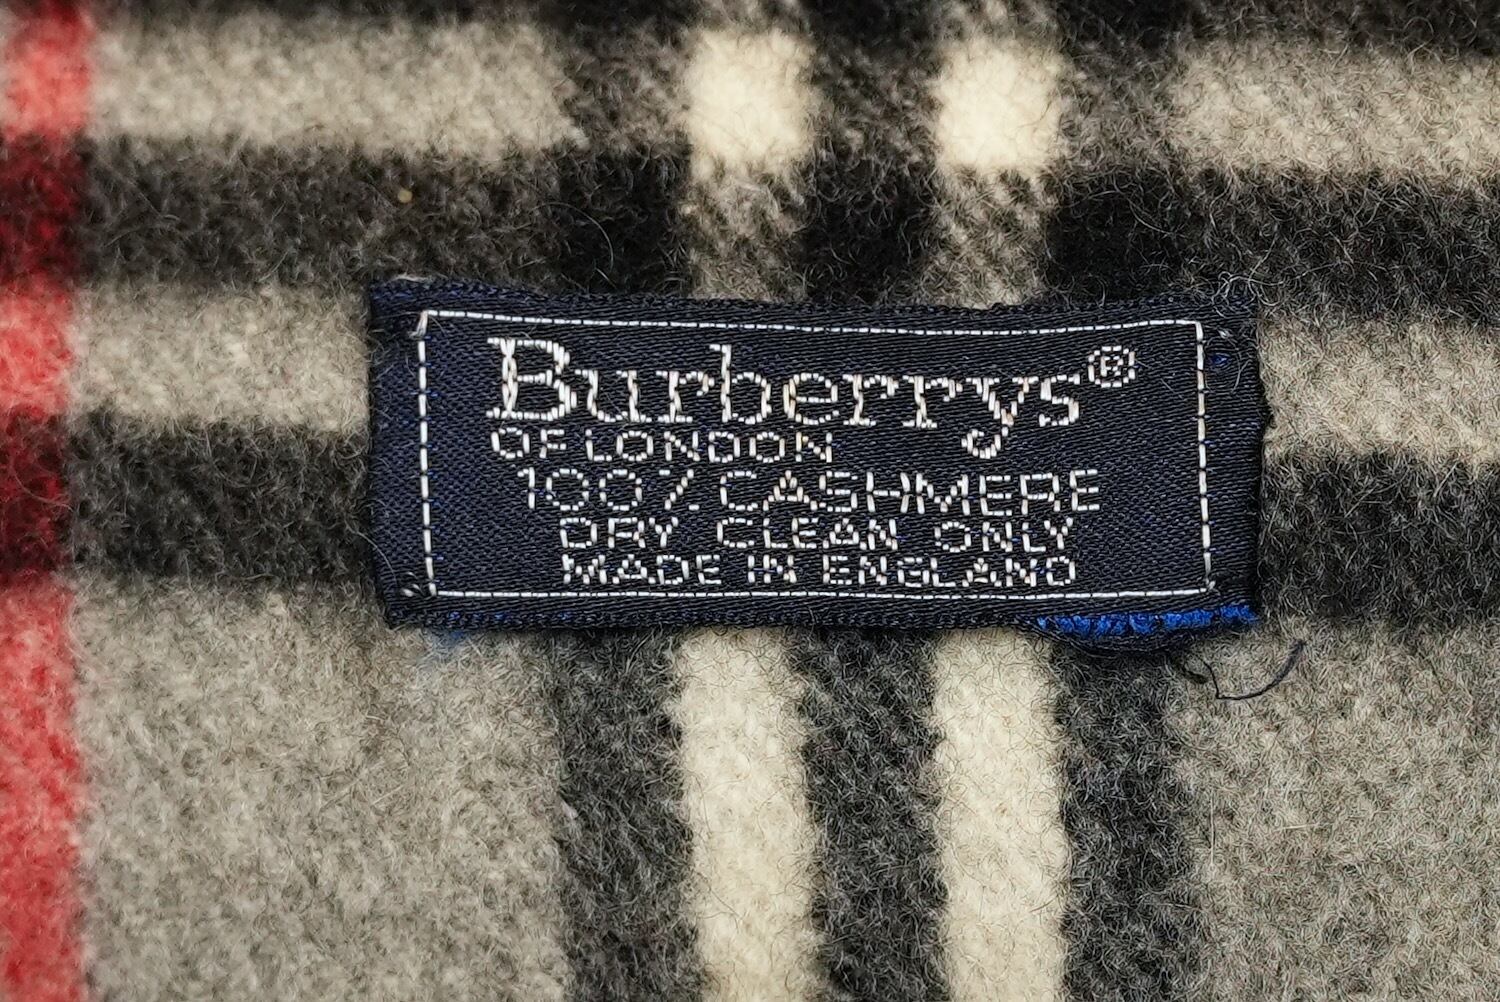 Burberrys®
OF LONDON
100% CASHMERE
DRY CLEAN ONLY
MADE IN ENGLAND